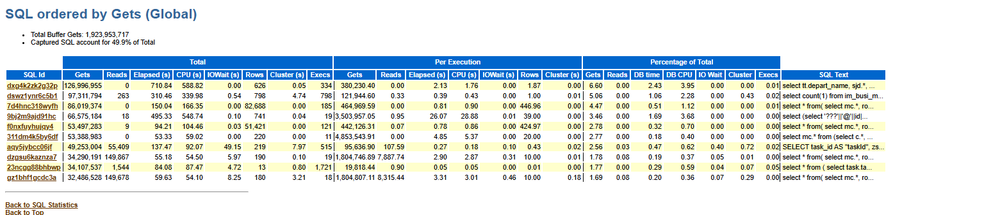 SQL ordered by Gets (Global)
Total Buffer Gets: 1,923,953,717
Captured SQL account for 49.9% of Total
Total Per Execution Percentage of Total
SQL Id Gets Reads Elapsed (s) CPU (s) IOWait (s) Rows Cluster (s) Execs Gets Reads Elapsed (s) CPU (s) IOWait (s) Rows Cluster (s) Gets Reads DB time DB CPU IO Wait Cluster Execs SQL Text
dxg4k2zk2g32p 126,996,955 0 710.84 588.82 0.00 626 0.05 334 380,230.40 0.00 2.13 1.76 0.00 1.87 0.00 6.60 0.00 2.43 3.95 0.00 0.00 0.01 select tt.depart_name, sjd.*, ...
dswz1ynr6c5b1 97,311,794 263 310.46 339.98 0.54 798 4.74 798 121,944.60 0.33 0.39 0.43 0.00 1.00 0.01 5.06 0.00 1.06 2.28 0.00 0.43 0.02 select count(1) from im_busi_m...
7d4hnc318wyfh 86,019,374 0 150.04 166.35 0.00 82,688 0.00 185 464,969.59 0.00 0.81 0.90 0.00 446.96 0.00 4.47 0.00 0.51 1.12 0.00 0.00 0.01 select * from( select mc.*, ro...
9bj2m9ajd91hc 66,575,184 18 495.33 548.74 0.10 741 0.04 19 3,503,957.05 0.95 26.07 28.88 0.01 39.00 0.00 3.46 0.00 1.69 3.68 0.00 0.00 0.00 select (select '???'||'@'||id|...
f0nxfuyhujqy4 53,497,283 9 94.21 104.46 0.03 51,421 0.00 121 442,126.31 0.07 0.78 0.86 0.00 424.97 0.00 2.78 0.00 0.32 0.70 0.00 0.00 0.00 select * from( select mc.*, ro...
311dm4k5by6df 53,388,983 0 53.33 59.02 0.00 220 0.00 11 4,853,543.91 0.00 4.85 5.37 0.00 20.00 0.00 2.77 0.00 0.18 0.40 0.00 0.00 0.00 select mc.* from (select c.*, ...
aqy5jybcc06jf 49,253,004 55,409 137.47 92.07 49.15 219 7.97 515 95,636.90 107.59 0.27 0.18 0.10 0.43 0.02 2.56 0.03 0.47 0.62 0.40 0.72 0.02 SELECT task_id AS "taskId", zs...
dzgsu6kaznza7 34,290,191 149,867 55.18 54.50 5.97 190 0.10 19 1,804,746.89 7,887.74 2.90 2.87 0.31 10.00 0.01 1.78 0.08 0.19 0.37 0.05 0.01 0.00 select * from( select mc.*, ro...
23ncgg88bhbwp 34,107,537 1,544 84.08 87.47 4.72 13 0.80 1,721 19,818.44 0.90 0.05 0.05 0.00 0.01 0.00 1.77 0.00 0.29 0.59 0.04 0.07 0.05 select * from ( select task.ta...
gz1bhf1gcdc3a 32,486,528 149,678 59.63 54.10 8.25 180 3.21 18 1,804,807.11 8,315.44 3.31 3.01 0.46 10.00 0.18 1.69 0.08 0.20 0.36 0.07 0.29 0.00 select * from( select mc.*, ro...
Back to SQL Statistics
Back to Top